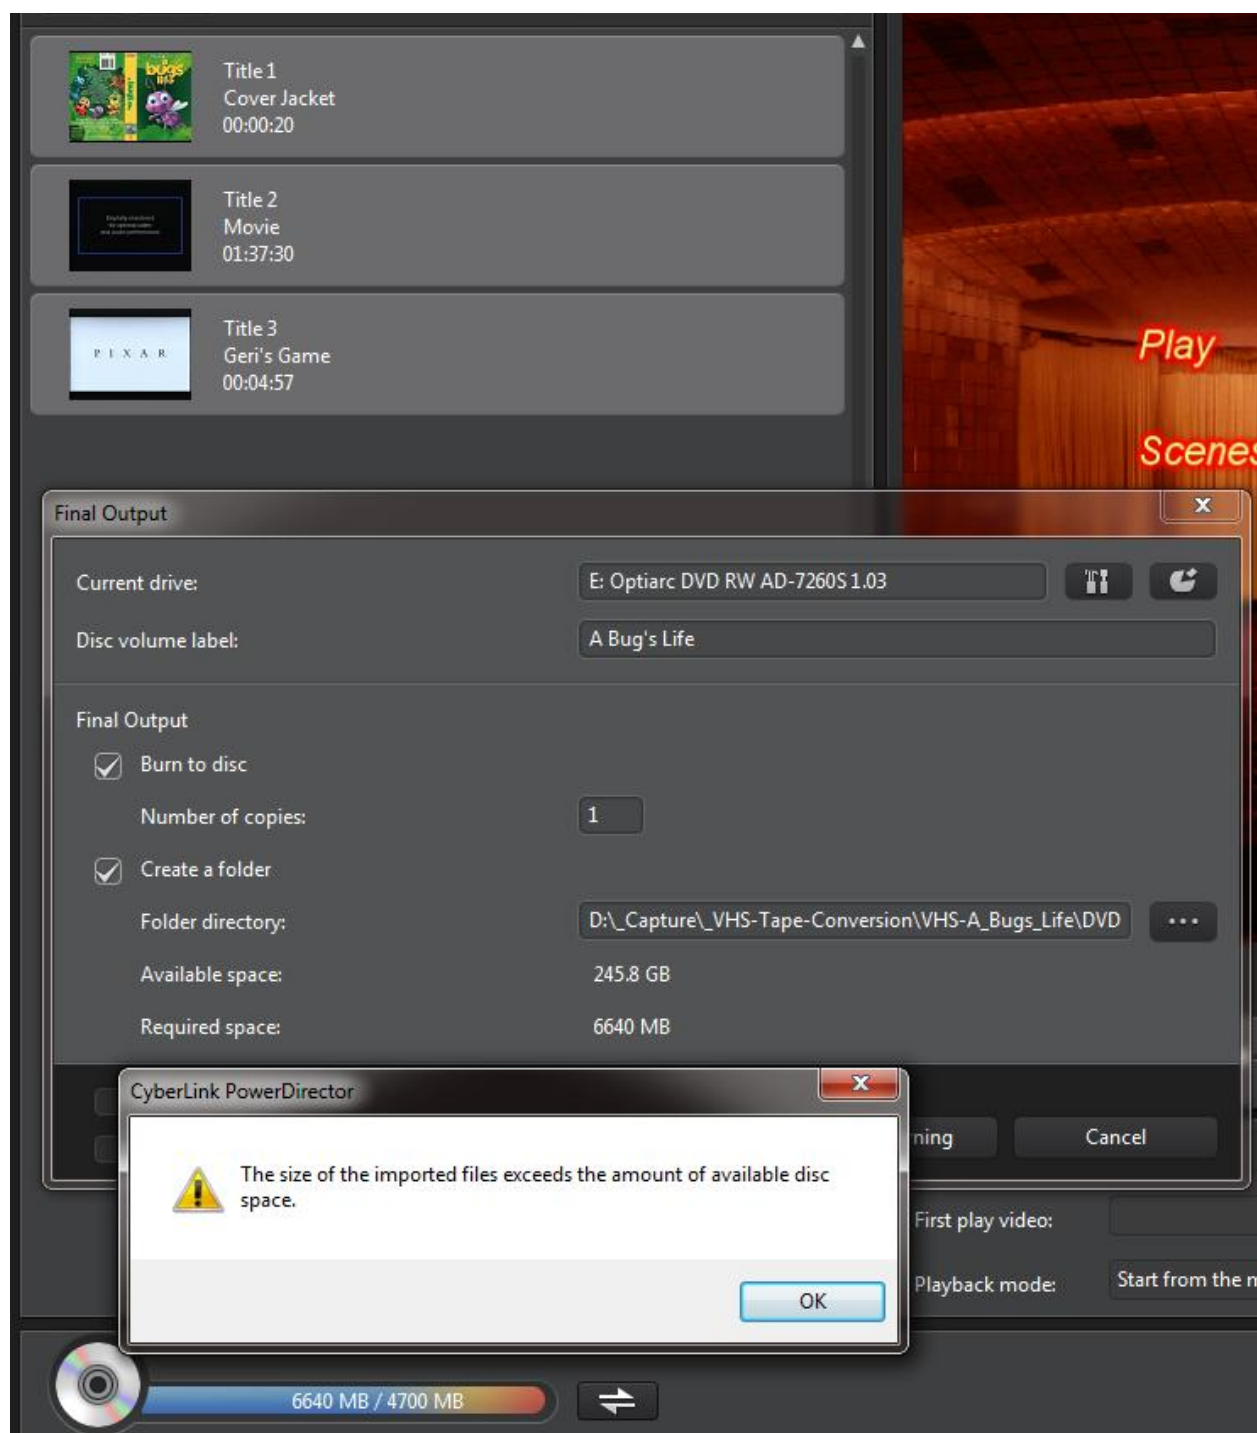 bugs
life
Title 1
Cover Jacket
00:00:20
Title 2
Movie
01:37:30
PIXAR
Title 3
Geri's Game
00:04:57
Play
Scenes
Final Output
Current drive:
E: Optiarc DVD RW AD-7260S 1.03
Disc volume label:
A Bug's Life
Final Output
Burn to disc
Number of copies:
1
Create a folder
Folder directory:
D:\_Capture\_VHS-Tape-Conversion\VHS-A_Bugs_Life\DVD
...
Available space:
245.8 GB
Required space:
6640 MB
CyberLink PowerDirector
The size of the imported files exceeds the amount of available disc
space.
OK
ning
Cancel
First play video:
Playback mode:
Start from the m
6640 MB / 4700 MB